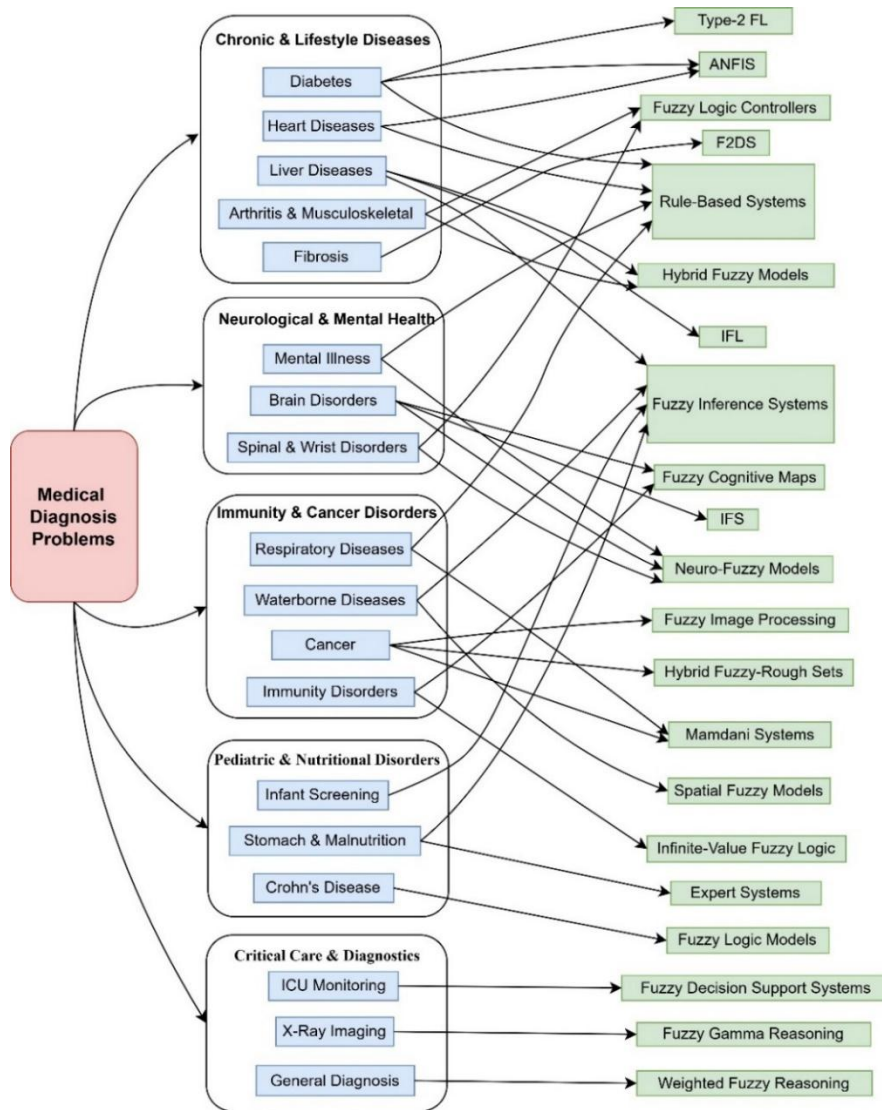 Medical
Diagnosis
Problems
Chronic & Lifestyle Diseases
Diabetes
Heart Diseases
Liver Diseases
Arthritis & Musculoskeletal
Fibrosis
Neurological & Mental Health
Mental Illness
Brain Disorders
Spinal & Wrist Disorders
Immunity & Cancer Disorders
Respiratory Diseases
Waterborne Diseases
Cancer
Immunity Disorders
Pediatric & Nutritional Disorders
Infant Screening
Stomach & Malnutrition
Crohn's Disease
Critical Care & Diagnostics
ICU Monitoring
X-Ray Imaging
General Diagnosis
Type-2 FL
ANFIS
Fuzzy Logic Controllers
F2DS
Rule-Based Systems
Hybrid Fuzzy Models
IFL
Fuzzy Inference Systems
Fuzzy Cognitive Maps
IFS
Neuro-Fuzzy Models
Fuzzy Image Processing
Hybrid Fuzzy-Rough Sets
Mamdani Systems
Spatial Fuzzy Models
Infinite-Value Fuzzy Logic
Expert Systems
Fuzzy Logic Models
Fuzzy Decision Support Systems
Fuzzy Gamma Reasoning
Weighted Fuzzy Reasoning